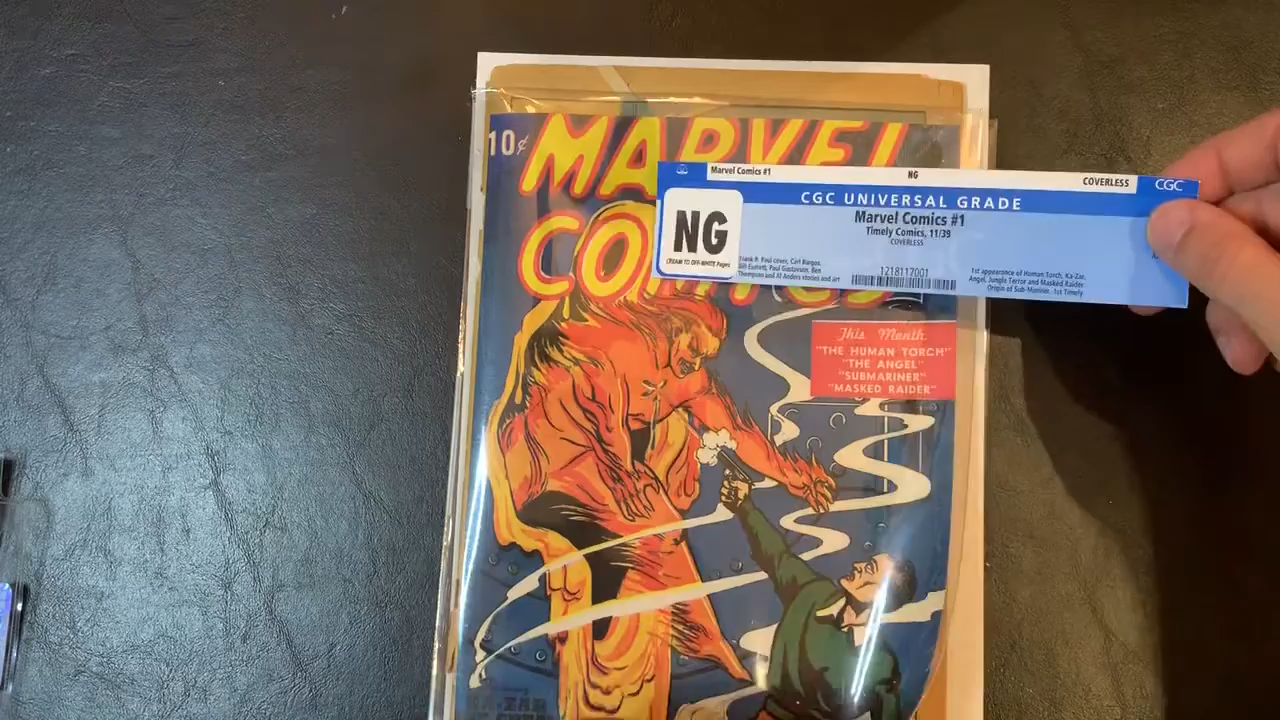 10¢ MARVEL
COMICS
Marvel Comics #1 NG COVERLESS CGC
CGC UNIVERSAL GRADE
NG
CREAM TO OFF-WHITE Pages
Marvel Comics #1
Timely Comics, 11/39
COVERLESS
Frank R. Paul cover, Carl Burgos,
Bill Everett, Paul Gustavson, Ben
Thompson and Al Anders stories and art
1218117001
1st appearance of Human Torch, Ka-Zar,
Angel, Jungle Terror and Masked Raider.
Origin of Sub-Mariner. 1st Timely
This Month
"THE HUMAN TORCH"
"THE ANGEL"
"SUBMARINER"
"MASKED RAIDER"